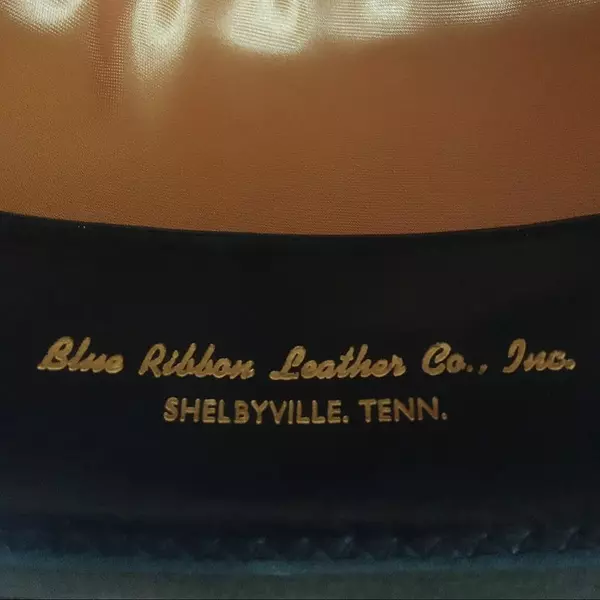 Blue Ribbon Leather Co., Inc.
SHELBYVILLE. TENN.